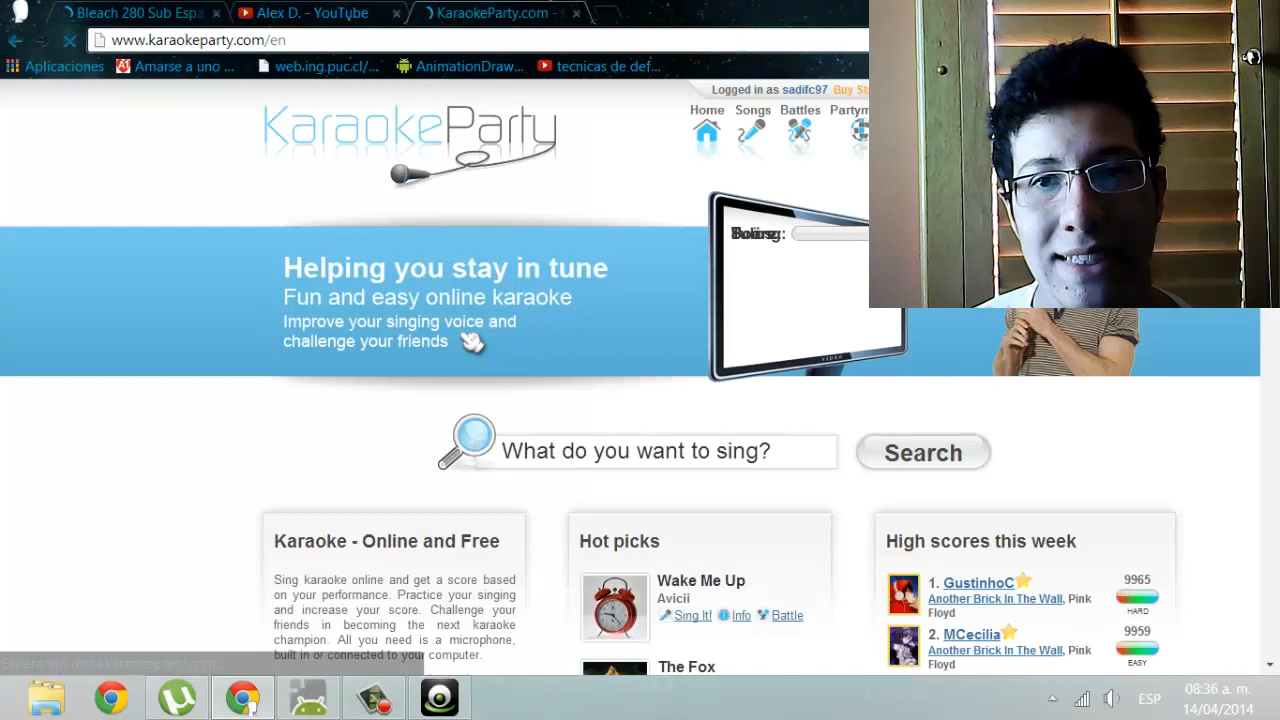 Bleach 280 Sub Espa
Alex D. - YouTube
KaraokeParty.com -
www.karaokeparty.com/en
Aplicaciones
Amarse a uno ...
web.ing.puc.cl/...
AnimationDraw...
tecnicas de def...
Logged in as sadifc97 Buy St
KaraokeParty
Home Songs Battles Partym
Helping you stay in tune
Fun and easy online karaoke
Improve your singing voice and
challenge your friends
VIDEO
What do you want to sing?
Search
Karaoke - Online and Free
Sing karaoke online and get a score based
on your performance. Practice your singing
and increase your score. Challenge your
friends in becoming the next karaoke
champion. All you need is a microphone,
built in or connected to your computer.
Hot picks
Wake Me Up
Avicii
Sing It! Info Battle
The Fox
High scores this week
1. GustinhoC 9965
Another Brick In The Wall, Pink
Floyd
HARD
2. MCecilia 9959
Another Brick In The Wall, Pink
Floyd
EASY
ESP
08:36 a. m.
14/04/2014